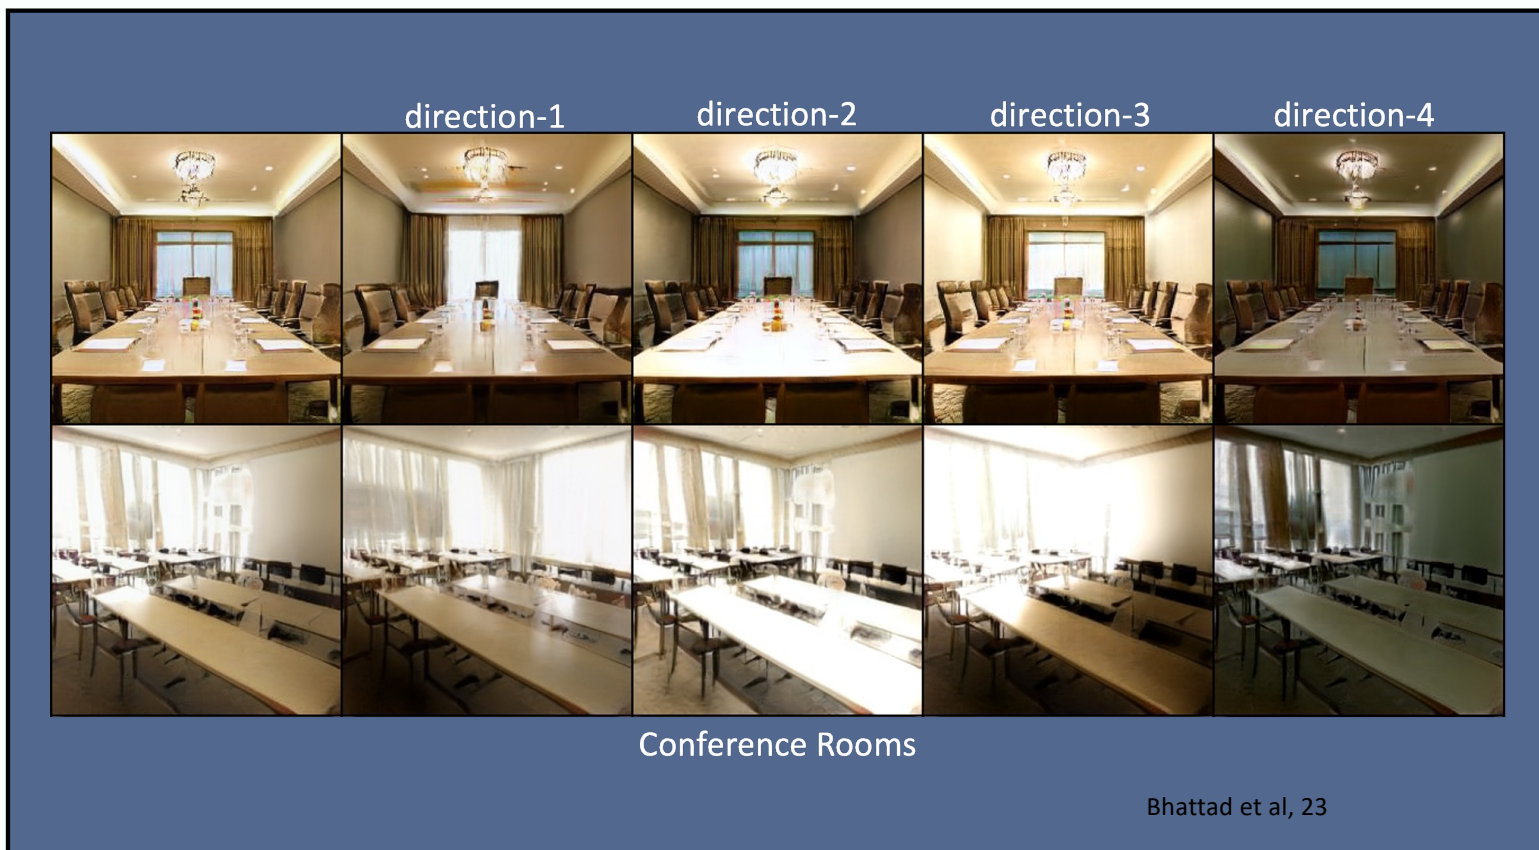 direction-1 direction-2 direction-3 direction-4
Conference Rooms
Bhattad et al, 23